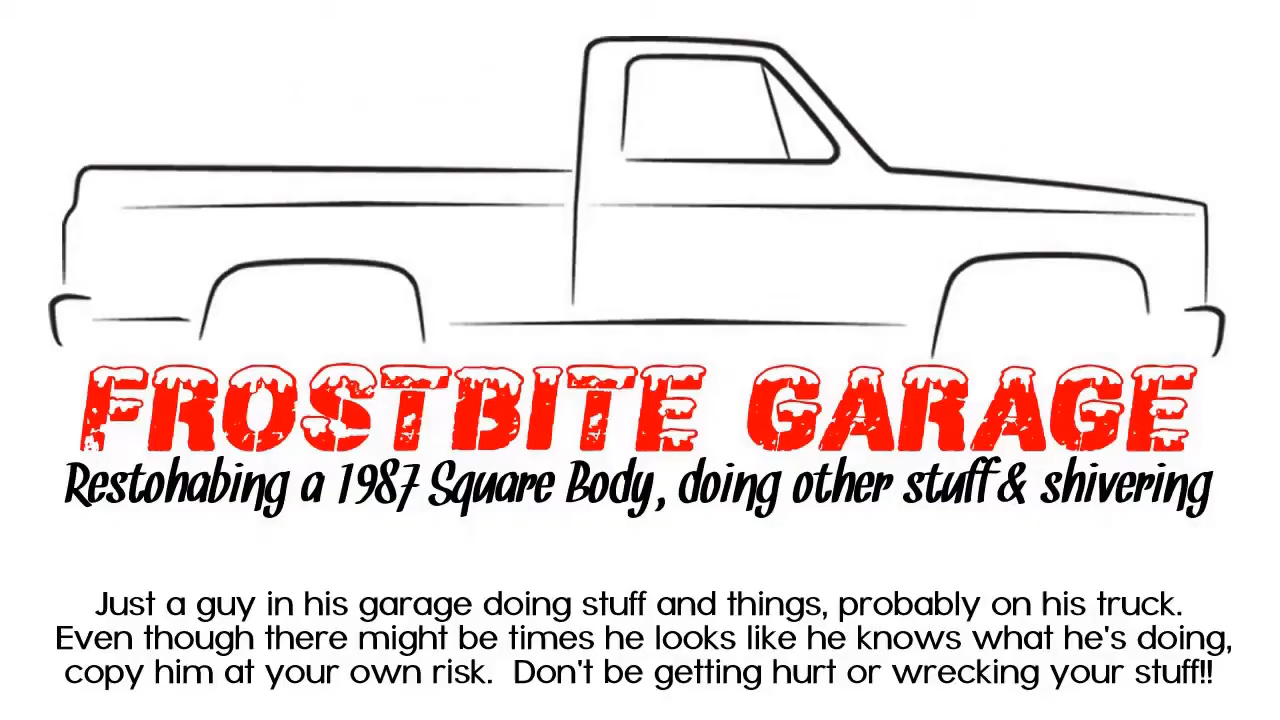 FROSTBITE GARAGE
Restohabing a 1987 Square Body, doing other stuff & shivering
Just a guy in his garage doing stuff and things, probably on his truck.
Even though there might be times he looks like he knows what he's doing,
copy him at your own risk.  Don't be getting hurt or wrecking your stuff!!